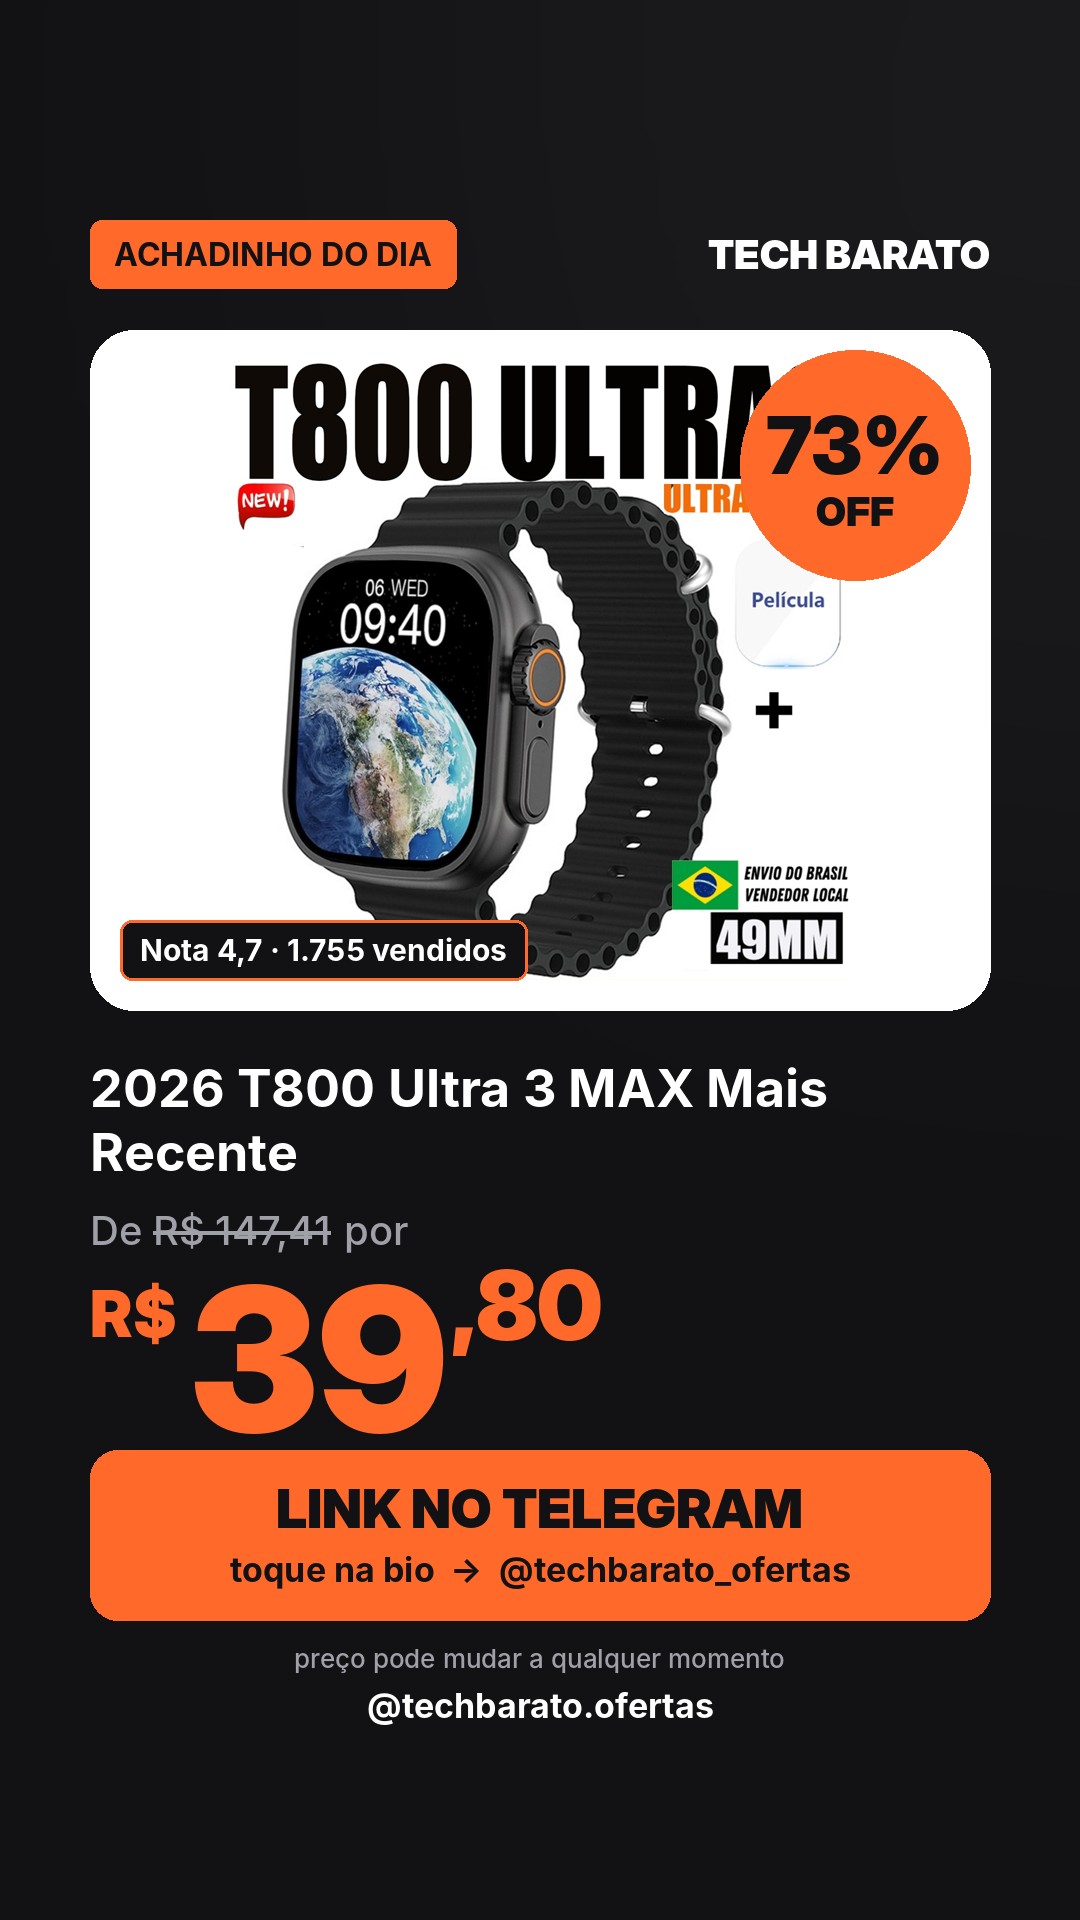 ACHADINHO DO DIA
TECH BARATO
T800 ULTRA
NEW!
ULTRA
73%
OFF
06 WED
09:40
Película
+
ENVIO DO BRASIL
VENDEDOR LOCAL
49MM
Nota 4,7 · 1.755 vendidos
2026 T800 Ultra 3 MAX Mais
Recente
De R$ 147,41 por
R$ 39,80
LINK NO TELEGRAM
toque na bio → @techbarato_ofertas
preço pode mudar a qualquer momento
@techbarato.ofertas